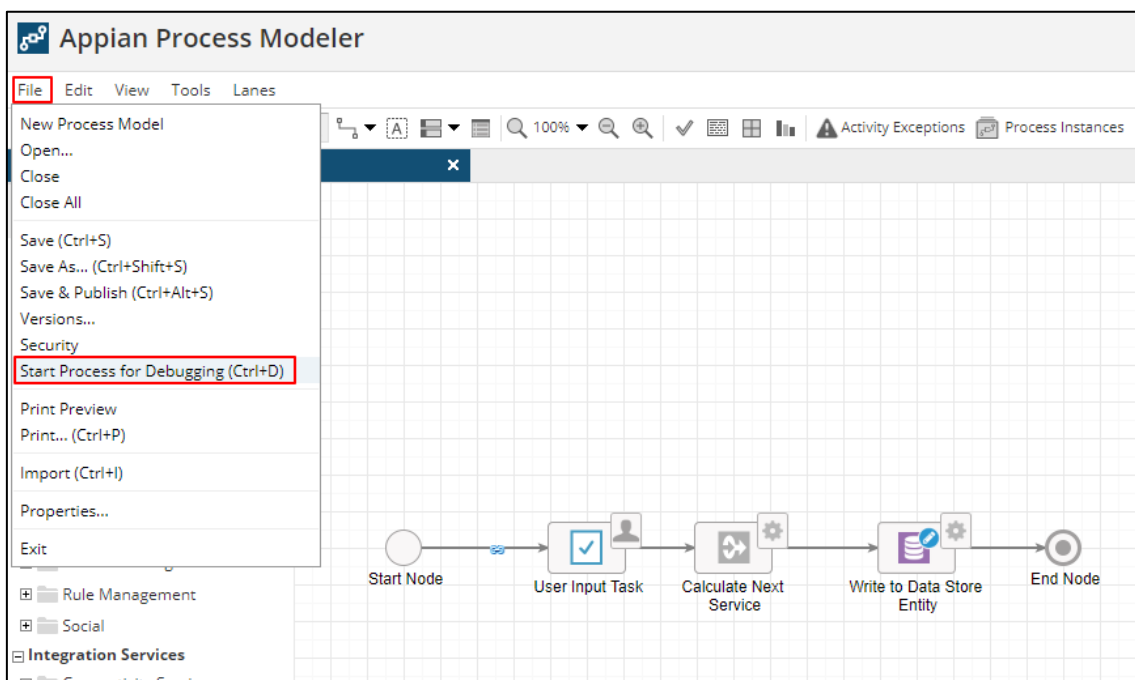 Appian Process Modeler
File Edit View Tools Lanes
100% Activity Exceptions Process Instances
New Process Model
Open...
Close
Close All
Save (Ctrl+S)
Save As... (Ctrl+Shift+S)
Save & Publish (Ctrl+Alt+S)
Versions...
Security
Start Process for Debugging (Ctrl+D)
Print Preview
Print... (Ctrl+P)
Import (Ctrl+I)
Properties...
Exit
Rule Management
Social
Integration Services
Start Node
User Input Task
Calculate Next
Service
Write to Data Store
Entity
End Node